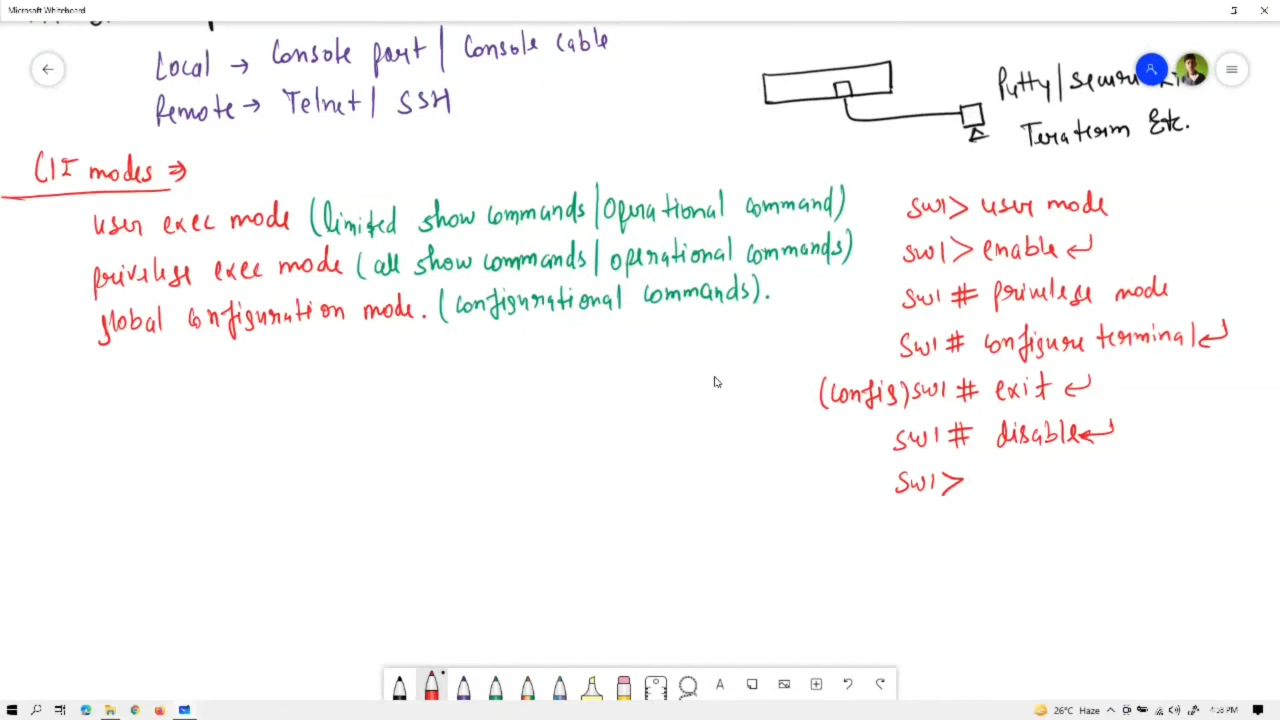 Microsoft Whiteboard
Local → Console port | Console cable
Remote → Telnet | SSH
Putty |
Teraterm Etc.
CLI modes ⇒
user exec mode (limited show commands | operational command)
privilege exec mode (all show commands | operational commands)
global configuration mode. (configurational commands).
SW1> user mode
SW1> enable ↵
SW1 # privilege mode
SW1 # configure terminal ↵
(config)SW1 # exit ↵
SW1 # disable ↵
SW1>
A
26°C Haze